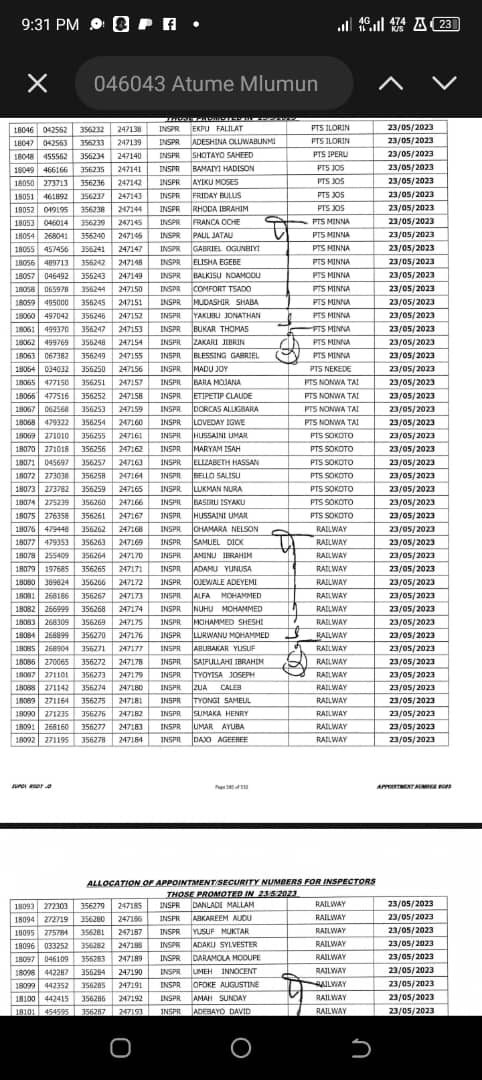 9:31 PM
4G
474 K/S
23
046043 Atume Mlumun
THOSE PROMOTED IN 23/5/2023
18046 042562 356232 247138 INSPR EKPU FALILAT PTS ILORIN 23/05/2023
18047 042563 356233 247139 INSPR ADESHINA OLUWABUNMI PTS ILORIN 23/05/2023
18048 455562 356234 247140 INSPR SHOTAYO SAHEED PTS IPERU 23/05/2023
18049 466166 356235 247141 INSPR BAMAIYI HADISON PTS JOS 23/05/2023
18050 273713 356236 247142 INSPR AYIKU MOSES PTS JOS 23/05/2023
18051 461892 356237 247143 INSPR FRIDAY BULUS PTS JOS 23/05/2023
18052 049195 356238 247144 INSPR RHODA IBRAHIM PTS JOS 23/05/2023
18053 046014 356239 247145 INSPR FRANCA OCHE PTS MINNA 23/05/2023
18054 268041 356240 247146 INSPR PAUL JATAU PTS MINNA 23/05/2023
18055 457456 356241 247147 INSPR GABRIEL OGUNBIYI PTS MINNA 23/05/2023
18056 489713 356242 247148 INSPR ELISHA EGEBE PTS MINNA 23/05/2023
18057 046492 356243 247149 INSPR BALKISU NDAMODU PTS MINNA 23/05/2023
18058 065978 356244 247150 INSPR COMFORT TSADO PTS MINNA 23/05/2023
18059 495000 356245 247151 INSPR MUDASHIR SHABA PTS MINNA 23/05/2023
18060 497042 356246 247152 INSPR YAKUBU JONATHAN PTS MINNA 23/05/2023
18061 499370 356247 247153 INSPR BUKAR THOMAS PTS MINNA 23/05/2023
18062 499769 356248 247154 INSPR ZAKARI JIBRIN PTS MINNA 23/05/2023
18063 067382 356249 247155 INSPR BLESSING GABRIEL PTS MINNA 23/05/2023
18064 034032 356250 247156 INSPR MADU JOY PTS NEKEDE 23/05/2023
18065 477150 356251 247157 INSPR BARA MOJANA PTS NONWA TAI 23/05/2023
18066 477516 356252 247158 INSPR ETIPETIP CLAUDE PTS NONWA TAI 23/05/2023
18067 062568 356253 247159 INSPR DORCAS ALUGBARA PTS NONWA TAI 23/05/2023
18068 479322 356254 247160 INSPR LOVEDAY IGWE PTS NONWA TAI 23/05/2023
18069 271010 356255 247161 INSPR HUSSAINI UMAR PTS SOKOTO 23/05/2023
18070 271018 356256 247162 INSPR MARYAM ISAH PTS SOKOTO 23/05/2023
18071 045697 356257 247163 INSPR ELIZABETH HASSAN PTS SOKOTO 23/05/2023
18072 273038 356258 247164 INSPR BELLO SALISU PTS SOKOTO 23/05/2023
18073 273782 356259 247165 INSPR LUKMAN NURA PTS SOKOTO 23/05/2023
18074 275239 356260 247166 INSPR BASIRU ISYAKU PTS SOKOTO 23/05/2023
18075 276358 356261 247167 INSPR HUSSAINI UMAR PTS SOKOTO 23/05/2023
18076 479448 356262 247168 INSPR OHAMARA NELSON RAILWAY 23/05/2023
18077 479353 356263 247169 INSPR SAMUEL DICK RAILWAY 23/05/2023
18078 255409 356264 247170 INSPR AMINU IBRAHIM RAILWAY 23/05/2023
18079 197685 356265 247171 INSPR ADAMU YUNUSA RAILWAY 23/05/2023
18080 389824 356266 247172 INSPR OJEWALE ADEYEMI RAILWAY 23/05/2023
18081 268186 356267 247173 INSPR ALFA MOHAMMED RAILWAY 23/05/2023
18082 266999 356268 247174 INSPR NUHU MOHAMMED RAILWAY 23/05/2023
18083 268309 356269 247175 INSPR MOHAMMED SHESHI RAILWAY 23/05/2023
18084 268899 356270 247176 INSPR LURWANU MOHAMMED RAILWAY 23/05/2023
18085 268904 356271 247177 INSPR ABUBAKAR YUSUF RAILWAY 23/05/2023
18086 270065 356272 247178 INSPR SAIFULLAHI IBRAHIM RAILWAY 23/05/2023
18087 271101 356273 247179 INSPR TYOYISA JOSEPH RAILWAY 23/05/2023
18088 271142 356274 247180 INSPR ZUA CALEB RAILWAY 23/05/2023
18089 271164 356275 247181 INSPR TYONGI SAMEUL RAILWAY 23/05/2023
18090 271235 356276 247182 INSPR SUMAKA HENRY RAILWAY 23/05/2023
18091 268160 356277 247183 INSPR UMAR AYUBA RAILWAY 23/05/2023
18092 271195 356278 247184 INSPR DAJO AGEEBEE RAILWAY 23/05/2023
APPOINTMENT NUMBER 2023
ALLOCATION OF APPOINTMENT/SECURITY NUMBERS FOR INSPECTORS
THOSE PROMOTED IN 23/5/2023
18093 272303 356279 247185 INSPR DANLADI MALLAM RAILWAY 23/05/2023
18094 272719 356280 247186 INSPR ABKAREEM AUDU RAILWAY 23/05/2023
18095 275784 356281 247187 INSPR YUSUF MUKTAR RAILWAY 23/05/2023
18096 033252 356282 247188 INSPR ADAKU SYLVESTER RAILWAY 23/05/2023
18097 046109 356283 247189 INSPR DARAMOLA MODUPE RAILWAY 23/05/2023
18098 442287 356284 247190 INSPR UMEH INNOCENT RAILWAY 23/05/2023
18099 442352 356285 247191 INSPR OFOKE AUGUSTINE RAILWAY 23/05/2023
18100 442415 356286 247192 INSPR AMAH SUNDAY RAILWAY 23/05/2023
18101 454595 356287 247193 INSPR ADEBAYO DAVID RAILWAY 23/05/2023